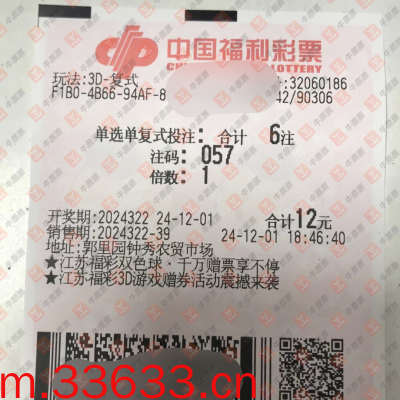 中国福利彩票
玩法:3D-复式
:32060186
F1B0-4B66-94AF-8
42/90306
单选单复式投注: 合计 6注
注码: 057
倍数: 1
开奖期:2024322 24-12-01 合计12元
销售期:2024322-39 24-12-01 18:46:40
地址:郭里园钟秀农贸市场
★江苏福彩双色球·千万赠票享不停
★江苏福彩3D游戏赠券活动震撼来袭
m.33633.cn